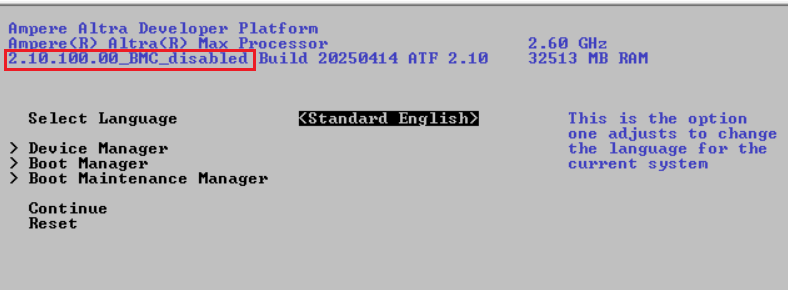 Ampere Altra Developer Platform
Ampere(R) Altra(R) Max Processor 2.60 GHz
2.10.100.00_BMC_disabled Build 20250414 ATF 2.10 32513 MB RAM
Select Language <Standard English> This is the option
one adjusts to change
> Device Manager the language for the
> Boot Manager current system
> Boot Maintenance Manager
Continue
Reset